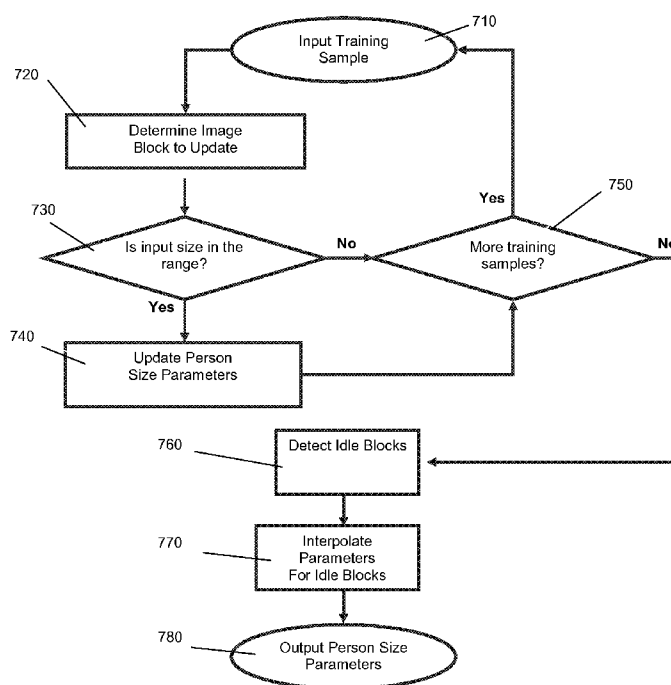 710
Input Training
Sample
720
Determine Image
Block to Update
730
Is input size in the
range?
No
Yes
750
More training
samples?
Yes
No
740
Update Person
Size Parameters
760
Detect Idle Blocks
770
Interpolate
Parameters
For Idle Blocks
780
Output Person Size
Parameters